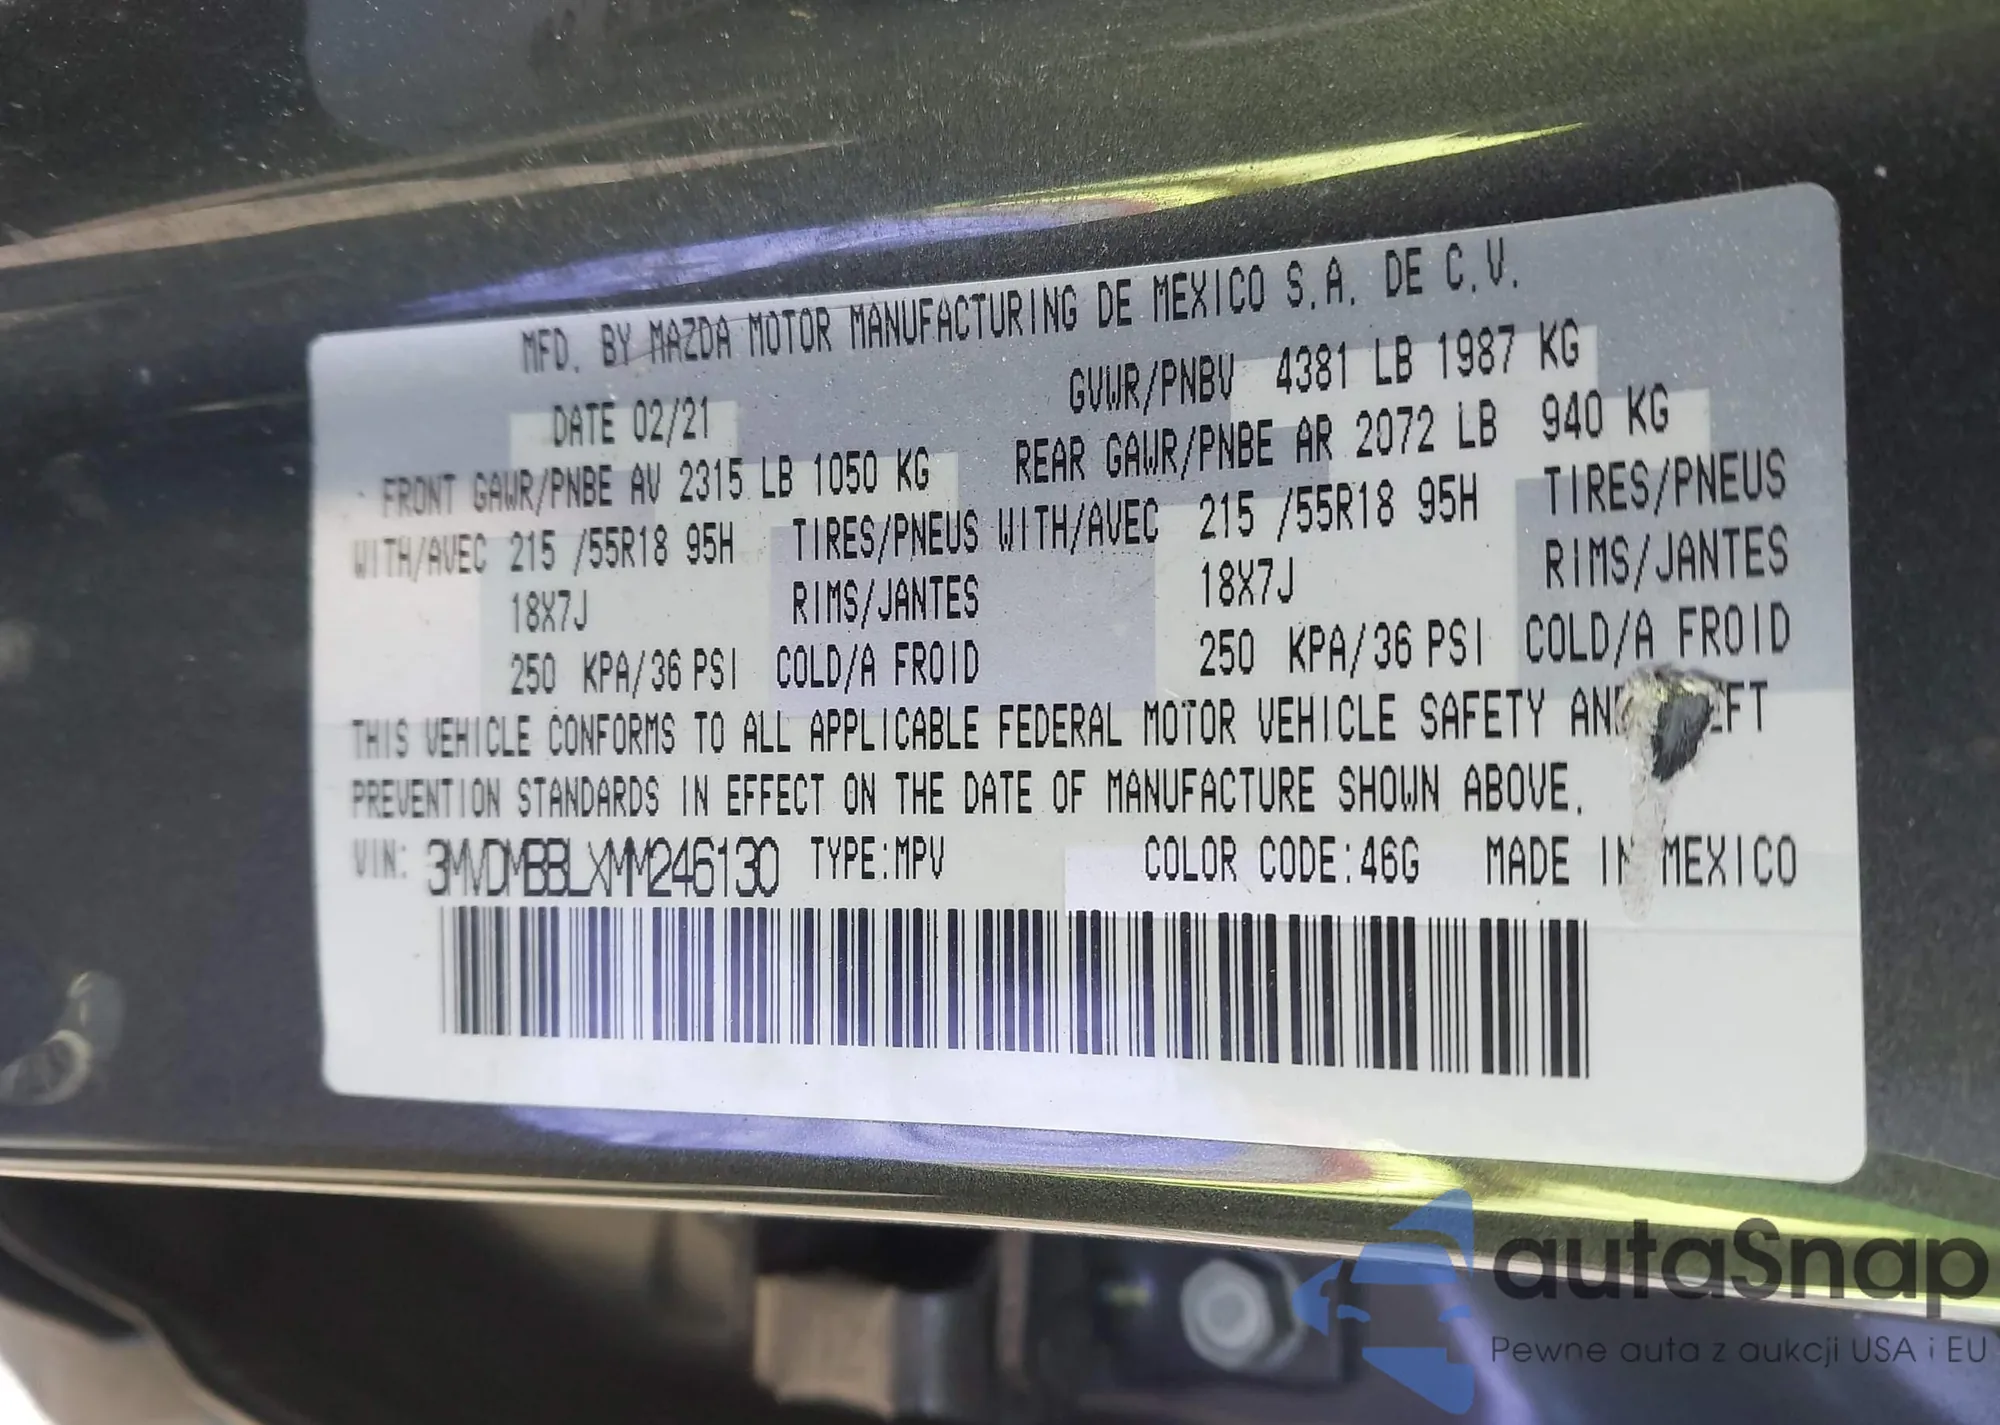 MFD. BY MAZDA MOTOR MANUFACTURING DE MEXICO S.A. DE C.V.
DATE 02/21 GVWR/PNBV 4381 LB 1987 KG
FRONT GAWR/PNBE AV 2315 LB 1050 KG REAR GAWR/PNBE AR 2072 LB 940 KG
WITH/AVEC 215 /55R18 95H TIRES/PNEUS WITH/AVEC 215 /55R18 95H TIRES/PNEUS
18X7J RIMS/JANTES 18X7J RIMS/JANTES
250 KPA/36 PSI COLD/A FROID 250 KPA/36 PSI COLD/A FROID
THIS VEHICLE CONFORMS TO ALL APPLICABLE FEDERAL MOTOR VEHICLE SAFETY
PREVENTION STANDARDS IN EFFECT ON THE DATE OF MANUFACTURE SHOWN ABOVE.
VIN: 3MVDMBBLXMM246130 TYPE:MPV COLOR CODE:46G MADE IN MEXICO
autaSnap
Pewne auta z aukcji USA i EU